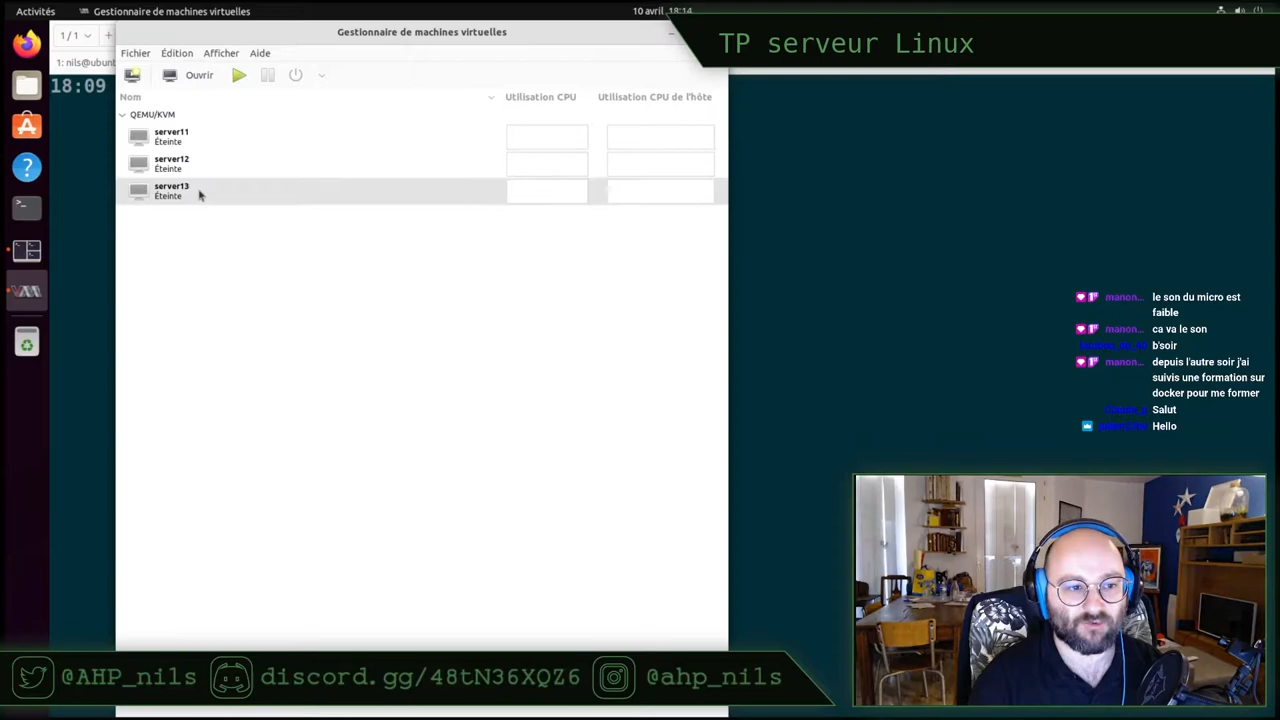 Activités
Gestionnaire de machines virtuelles
10 avril 18:14
TP serveur Linux
1/1
Gestionnaire de machines virtuelles
1: nils@ubunt
Fichier Édition Afficher Aide
18:09
Ouvrir
Nom Utilisation CPU Utilisation CPU de l'hôte
QEMU/KVM
server11
Éteinte
server12
Éteinte
server13
Éteinte
manon... le son du micro est
faible
manon... ca va le son
b'soir
manon... depuis l'autre soir j'ai
suivis une formation sur
docker pour me former
Salut
Hello
@AHP_nils discord.gg/48tN36XQZ6 @ahp_nils